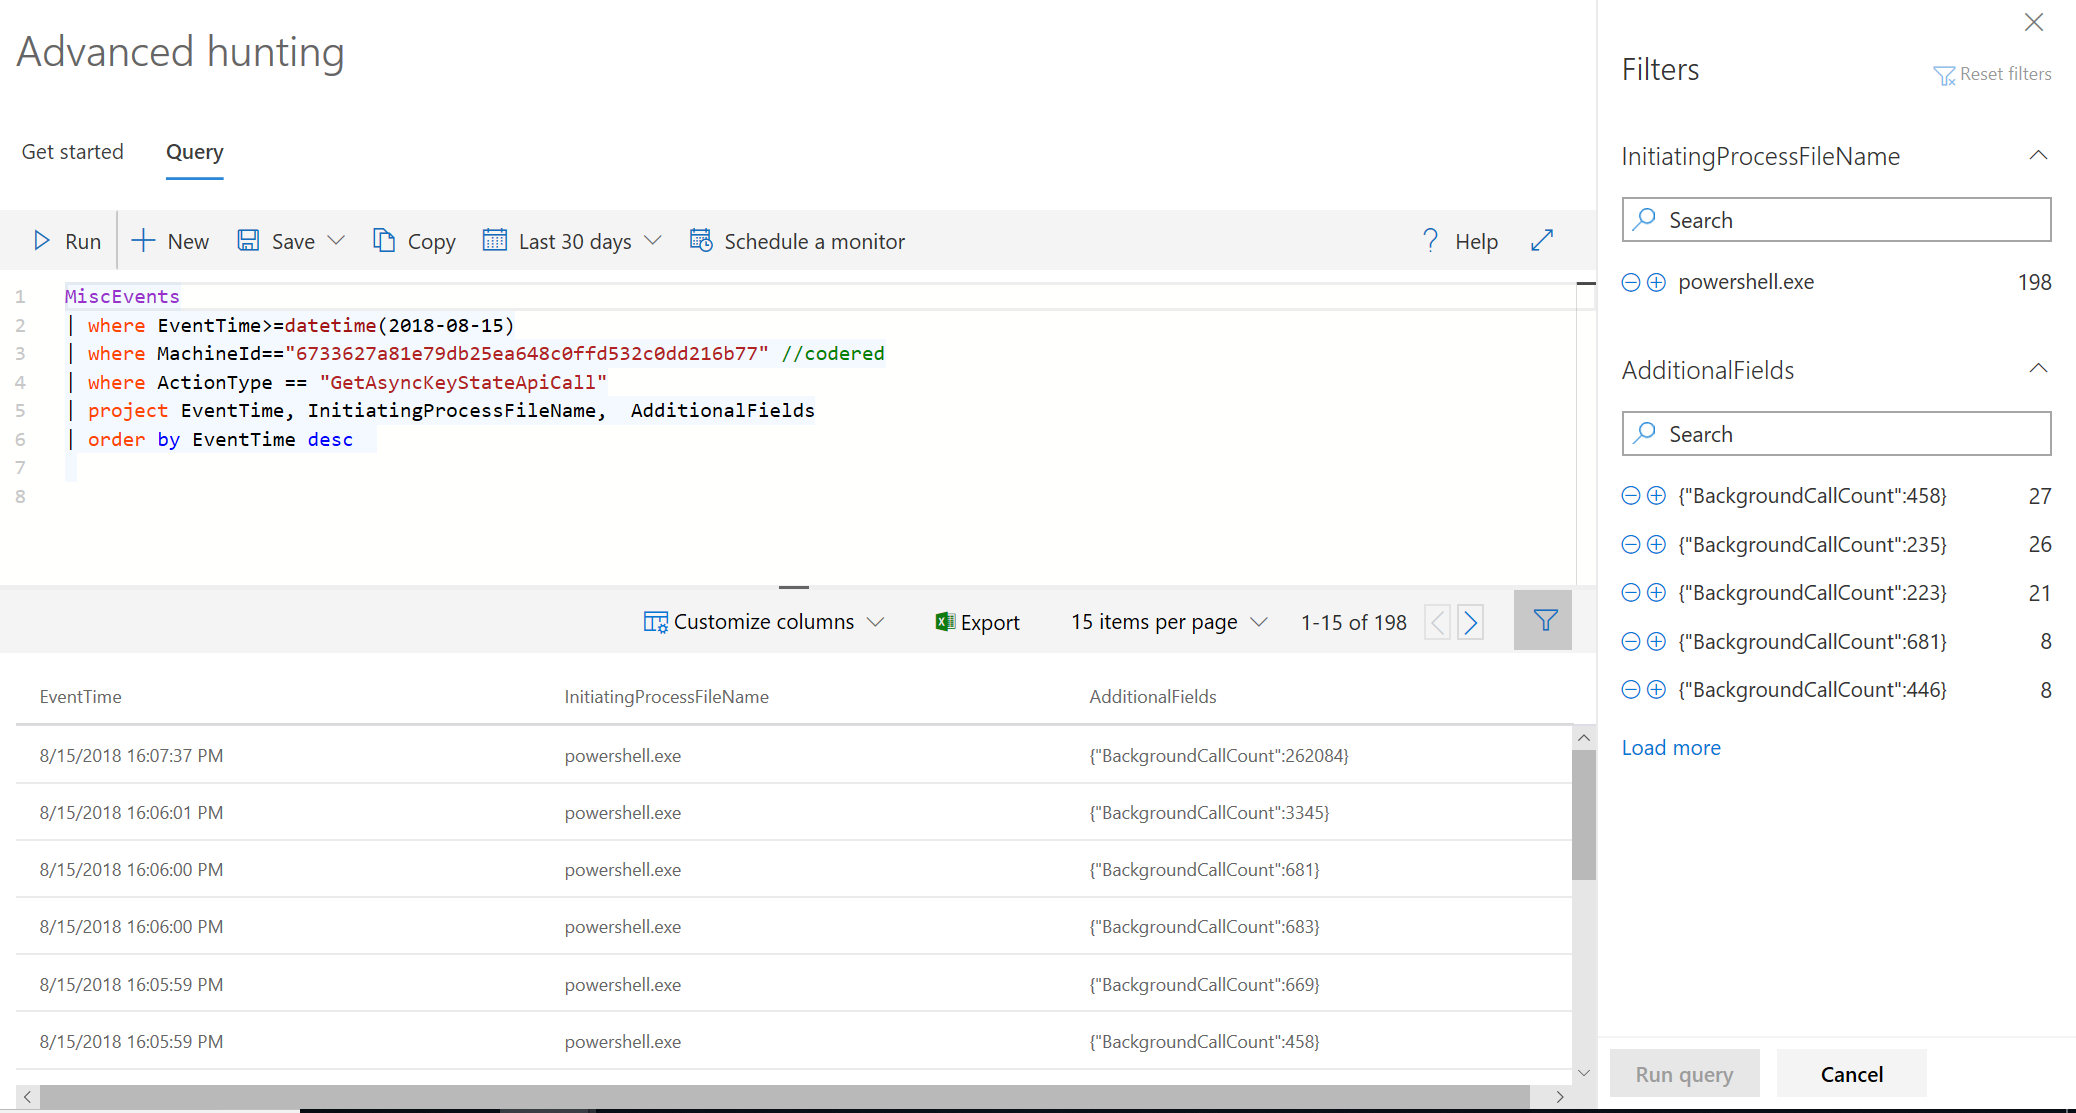 Advanced hunting
Get started Query
Run New Save Copy Last 30 days Schedule a monitor Help
1 MiscEvents
2 | where EventTime>=datetime(2018-08-15)
3 | where MachineId=="6733627a81e79db25ea648c0ffd532c0dd216b77" //codered
4 | where ActionType == "GetAsyncKeyStateApiCall"
5 | project EventTime, InitiatingProcessFileName,  AdditionalFields
6 | order by EventTime desc
7
8
Customize columns Export 15 items per page 1-15 of 198
EventTime InitiatingProcessFileName AdditionalFields
8/15/2018 16:07:37 PM powershell.exe {"BackgroundCallCount":262084}
8/15/2018 16:06:01 PM powershell.exe {"BackgroundCallCount":3345}
8/15/2018 16:06:00 PM powershell.exe {"BackgroundCallCount":681}
8/15/2018 16:06:00 PM powershell.exe {"BackgroundCallCount":683}
8/15/2018 16:05:59 PM powershell.exe {"BackgroundCallCount":669}
8/15/2018 16:05:59 PM powershell.exe {"BackgroundCallCount":458}
Filters Reset filters
InitiatingProcessFileName
Search
powershell.exe 198
AdditionalFields
Search
{"BackgroundCallCount":458} 27
{"BackgroundCallCount":235} 26
{"BackgroundCallCount":223} 21
{"BackgroundCallCount":681} 8
{"BackgroundCallCount":446} 8
Load more
Run query Cancel